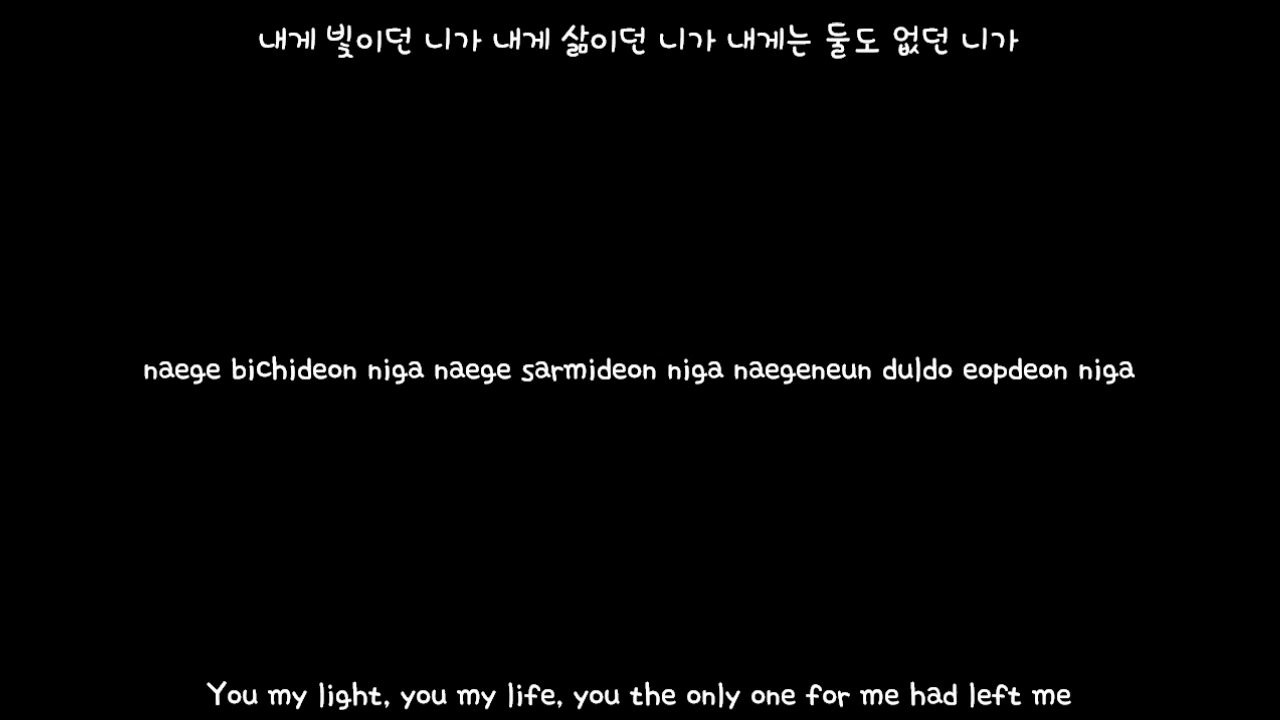 내게 빛이던 니가 내게 삶이던 니가 내게는 둘도 없던 니가
naege bichideon niga naege sarmideon niga naegeneun duldo eopdeon niga
You my light, you my life, you the only one for me had left me